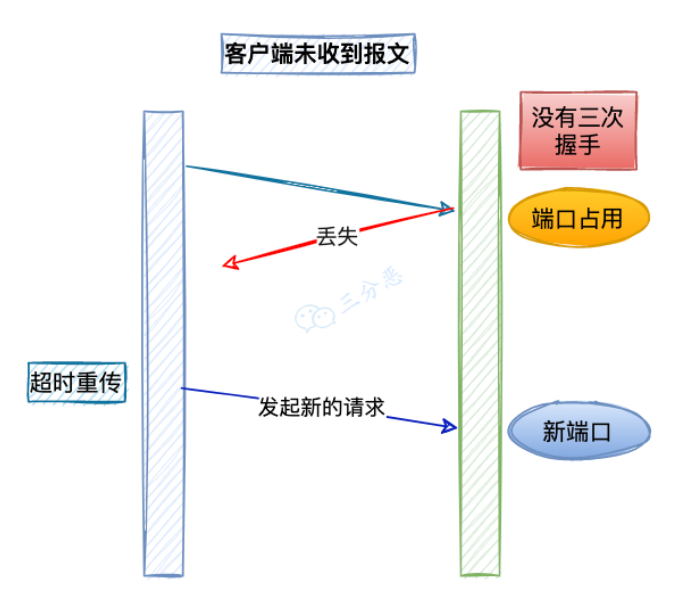 客户端未收到报文
没有三次
握手
端口占用
丢失
三分恶
超时重传
发起新的请求
新端口